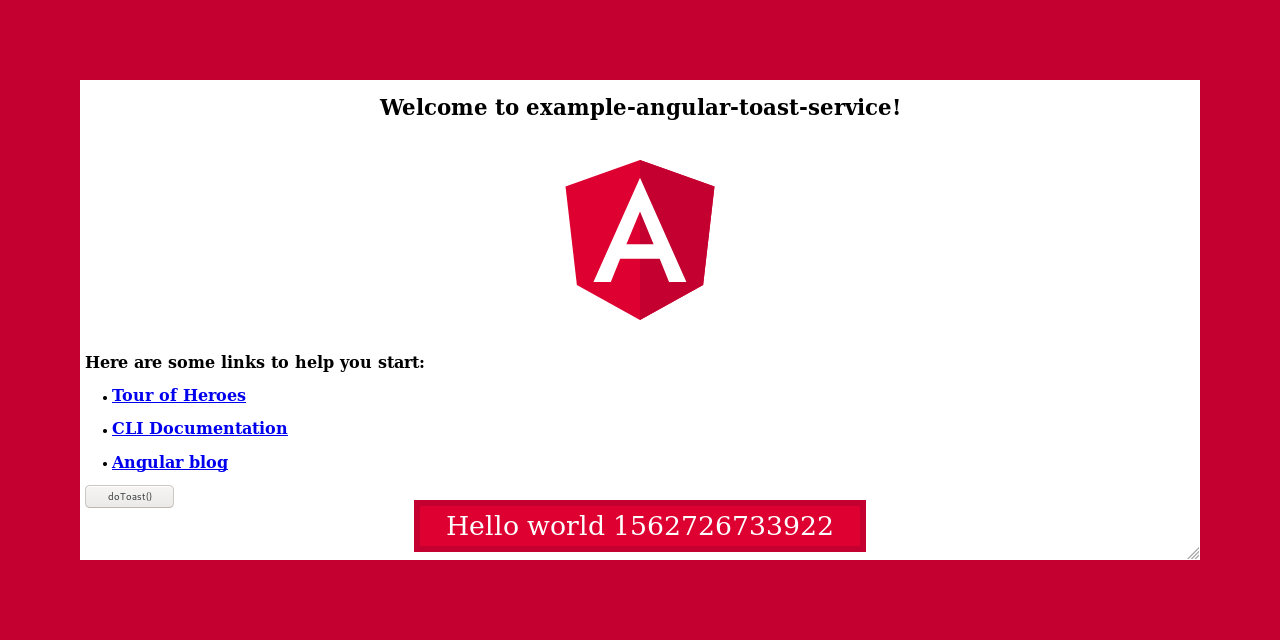 Welcome to example-angular-toast-service!
A
Here are some links to help you start:
Tour of Heroes
CLI Documentation
Angular blog
doToast()
Hello world 1562726733922